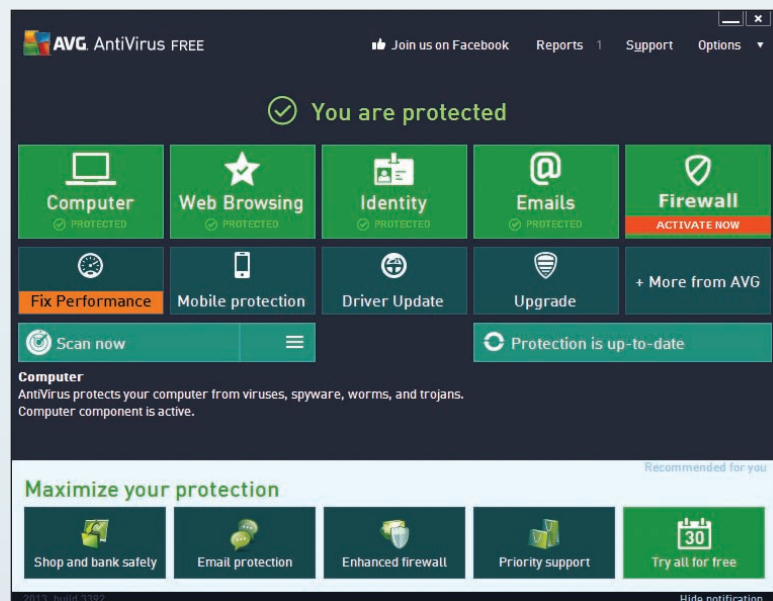 AVG. AntiVirus FREE
Join us on Facebook
Reports 1
Support
Options
You are protected
Computer
PROTECTED
Web Browsing
PROTECTED
Identity
PROTECTED
Emails
PROTECTED
Firewall
ACTIVATE NOW
Fix Performance
Mobile protection
Driver Update
Upgrade
+ More from AVG
Scan now
Protection is up-to-date
Computer
AntiVirus protects your computer from viruses, spyware, worms, and trojans.
Computer component is active.
Recommended for you
Maximize your protection
Shop and bank safely
Email protection
Enhanced firewall
Priority support
30
Try all for free
2013 build 3392
Hide notification